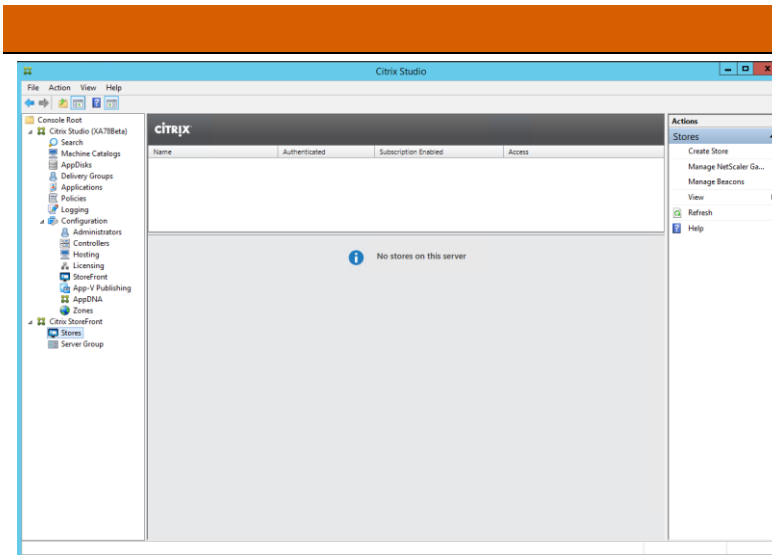 Citrix Studio
File Action View Help
Console Root
Citrix Studio (XA78Beta)
Search
Machine Catalogs
AppDisks
Delivery Groups
Applications
Policies
Logging
Configuration
Administrators
Controllers
Hosting
Licensing
StoreFront
App-V Publishing
AppDNA
Zones
Citrix StoreFront
Stores
Server Group
CİTRIX
Name Authenticated Subscription Enabled Access
No stores on this server
Actions
Stores
Create Store
Manage NetScaler Ga...
Manage Beacons
View
Refresh
Help